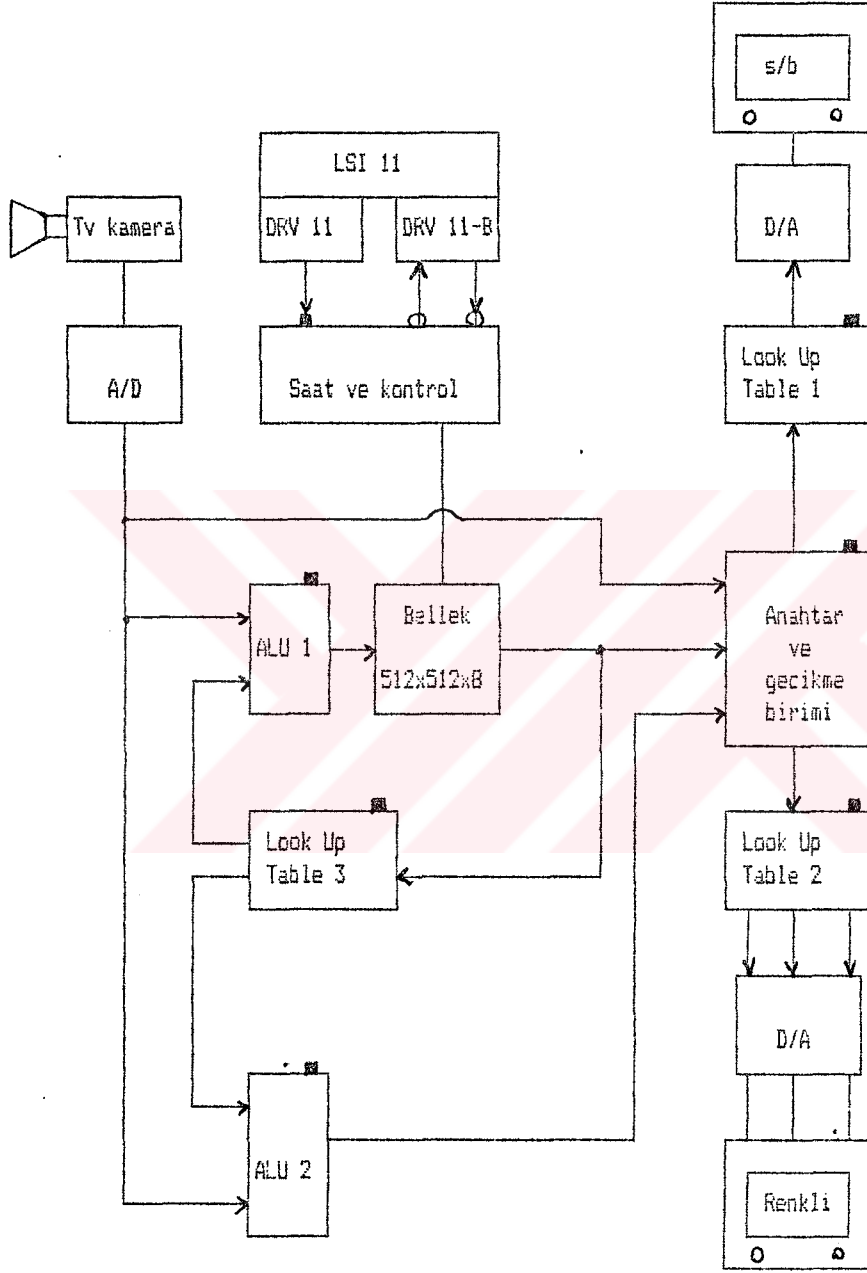 s/b
LSI 11
Tv kamera
DRV 11
DRV 11-B
D/A
A/D
Saat ve kontrol
Look Up
Table 1
ALU 1
Bellek
512x512x8
Anahtar
ve
gecikme
birimi
Look Up
Table 3
Look Up
Table 2
D/A
ALU 2
Renkli